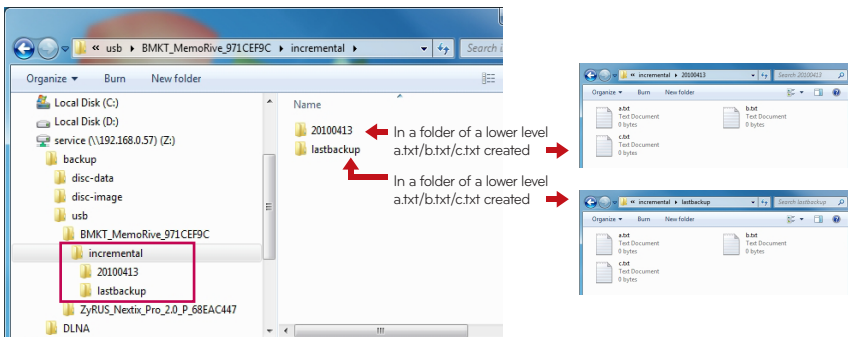 « usb ▸ BMKT_MemoRive_971CEF9C ▸ incremental ▸
Search i
Organize ▾ Burn New folder
Local Disk (C:)
Local Disk (D:)
service (\\192.168.0.57) (Z:)
backup
disc-data
disc-image
usb
BMKT_MemoRive_971CEF9C
incremental
20100413
lastbackup
ZyRUS_Nextix_Pro_2.0_P_68EAC447
DLNA
Name
20100413
lastbackup
In a folder of a lower level
a.txt/b.txt/c.txt created
In a folder of a lower level
a.txt/b.txt/c.txt created
« incremental ▸ 20100413
Search 20100413
Organize ▾ Burn New folder
a.txt
Text Document
0 bytes
b.txt
Text Document
0 bytes
c.txt
Text Document
0 bytes
« incremental ▸ lastbackup
Search lastbackup
Organize ▾ Burn New folder
a.txt
Text Document
0 bytes
b.txt
Text Document
0 bytes
c.txt
Text Document
0 bytes